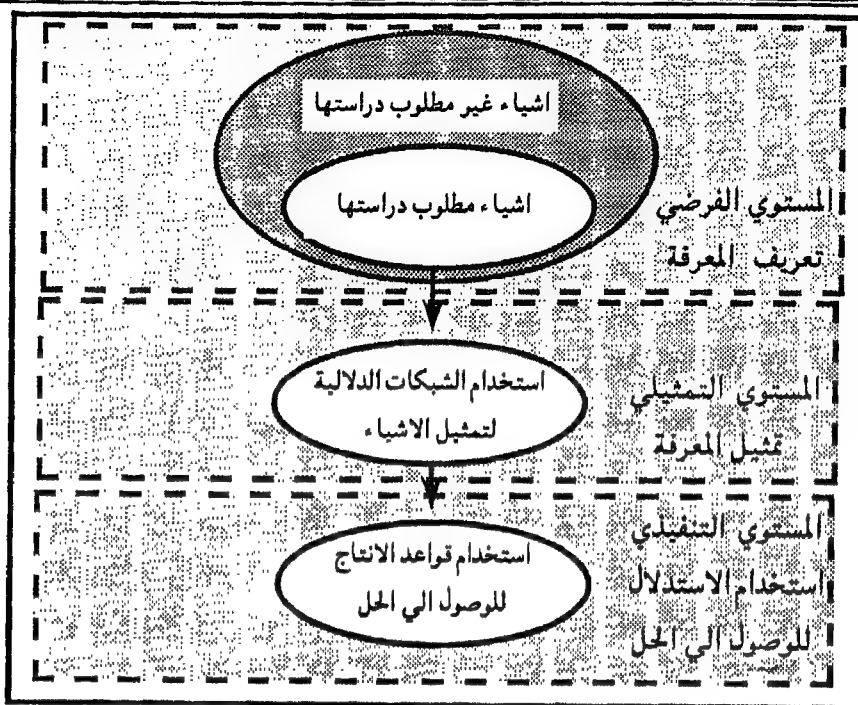 اشياء غير مطلوب دراستها
اشياء مطلوب دراستها
المستوي الفرضي
تعريف المعرفة
استخدام الشبكات الدلالية
لتمثيل الاشياء
المستوي التمثيلي
تمثيل المعرفة
استخدام قواعد الانتاج
للوصول الي الحل
المستوي التنفيذي
استخدام الاستدلال
للوصول الي الحل